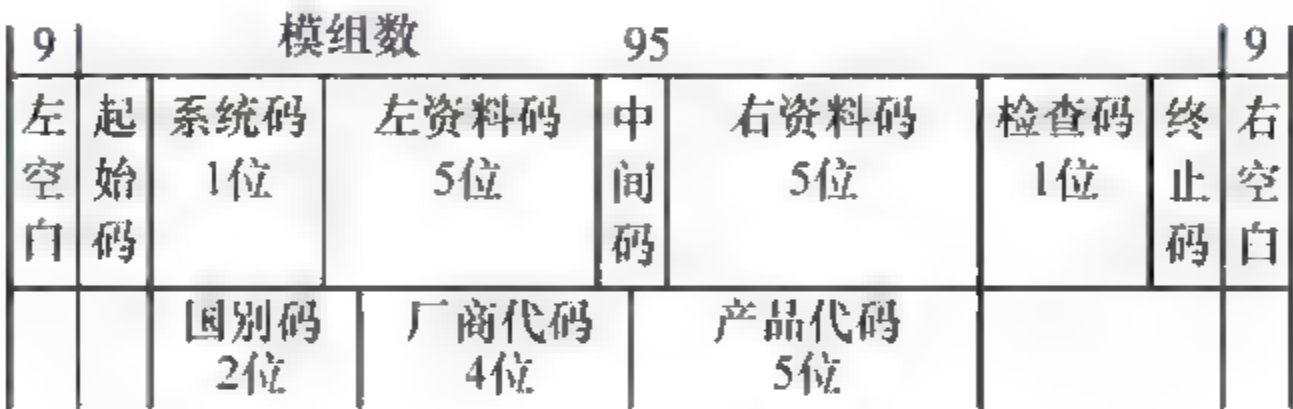 9 模组数 95 9
左空白 起始码 系统码 1位 左资料码 5位 中间码 右资料码 5位 检查码 1位 终止码 右空白
国别码 2位 厂商代码 4位 产品代码 5位